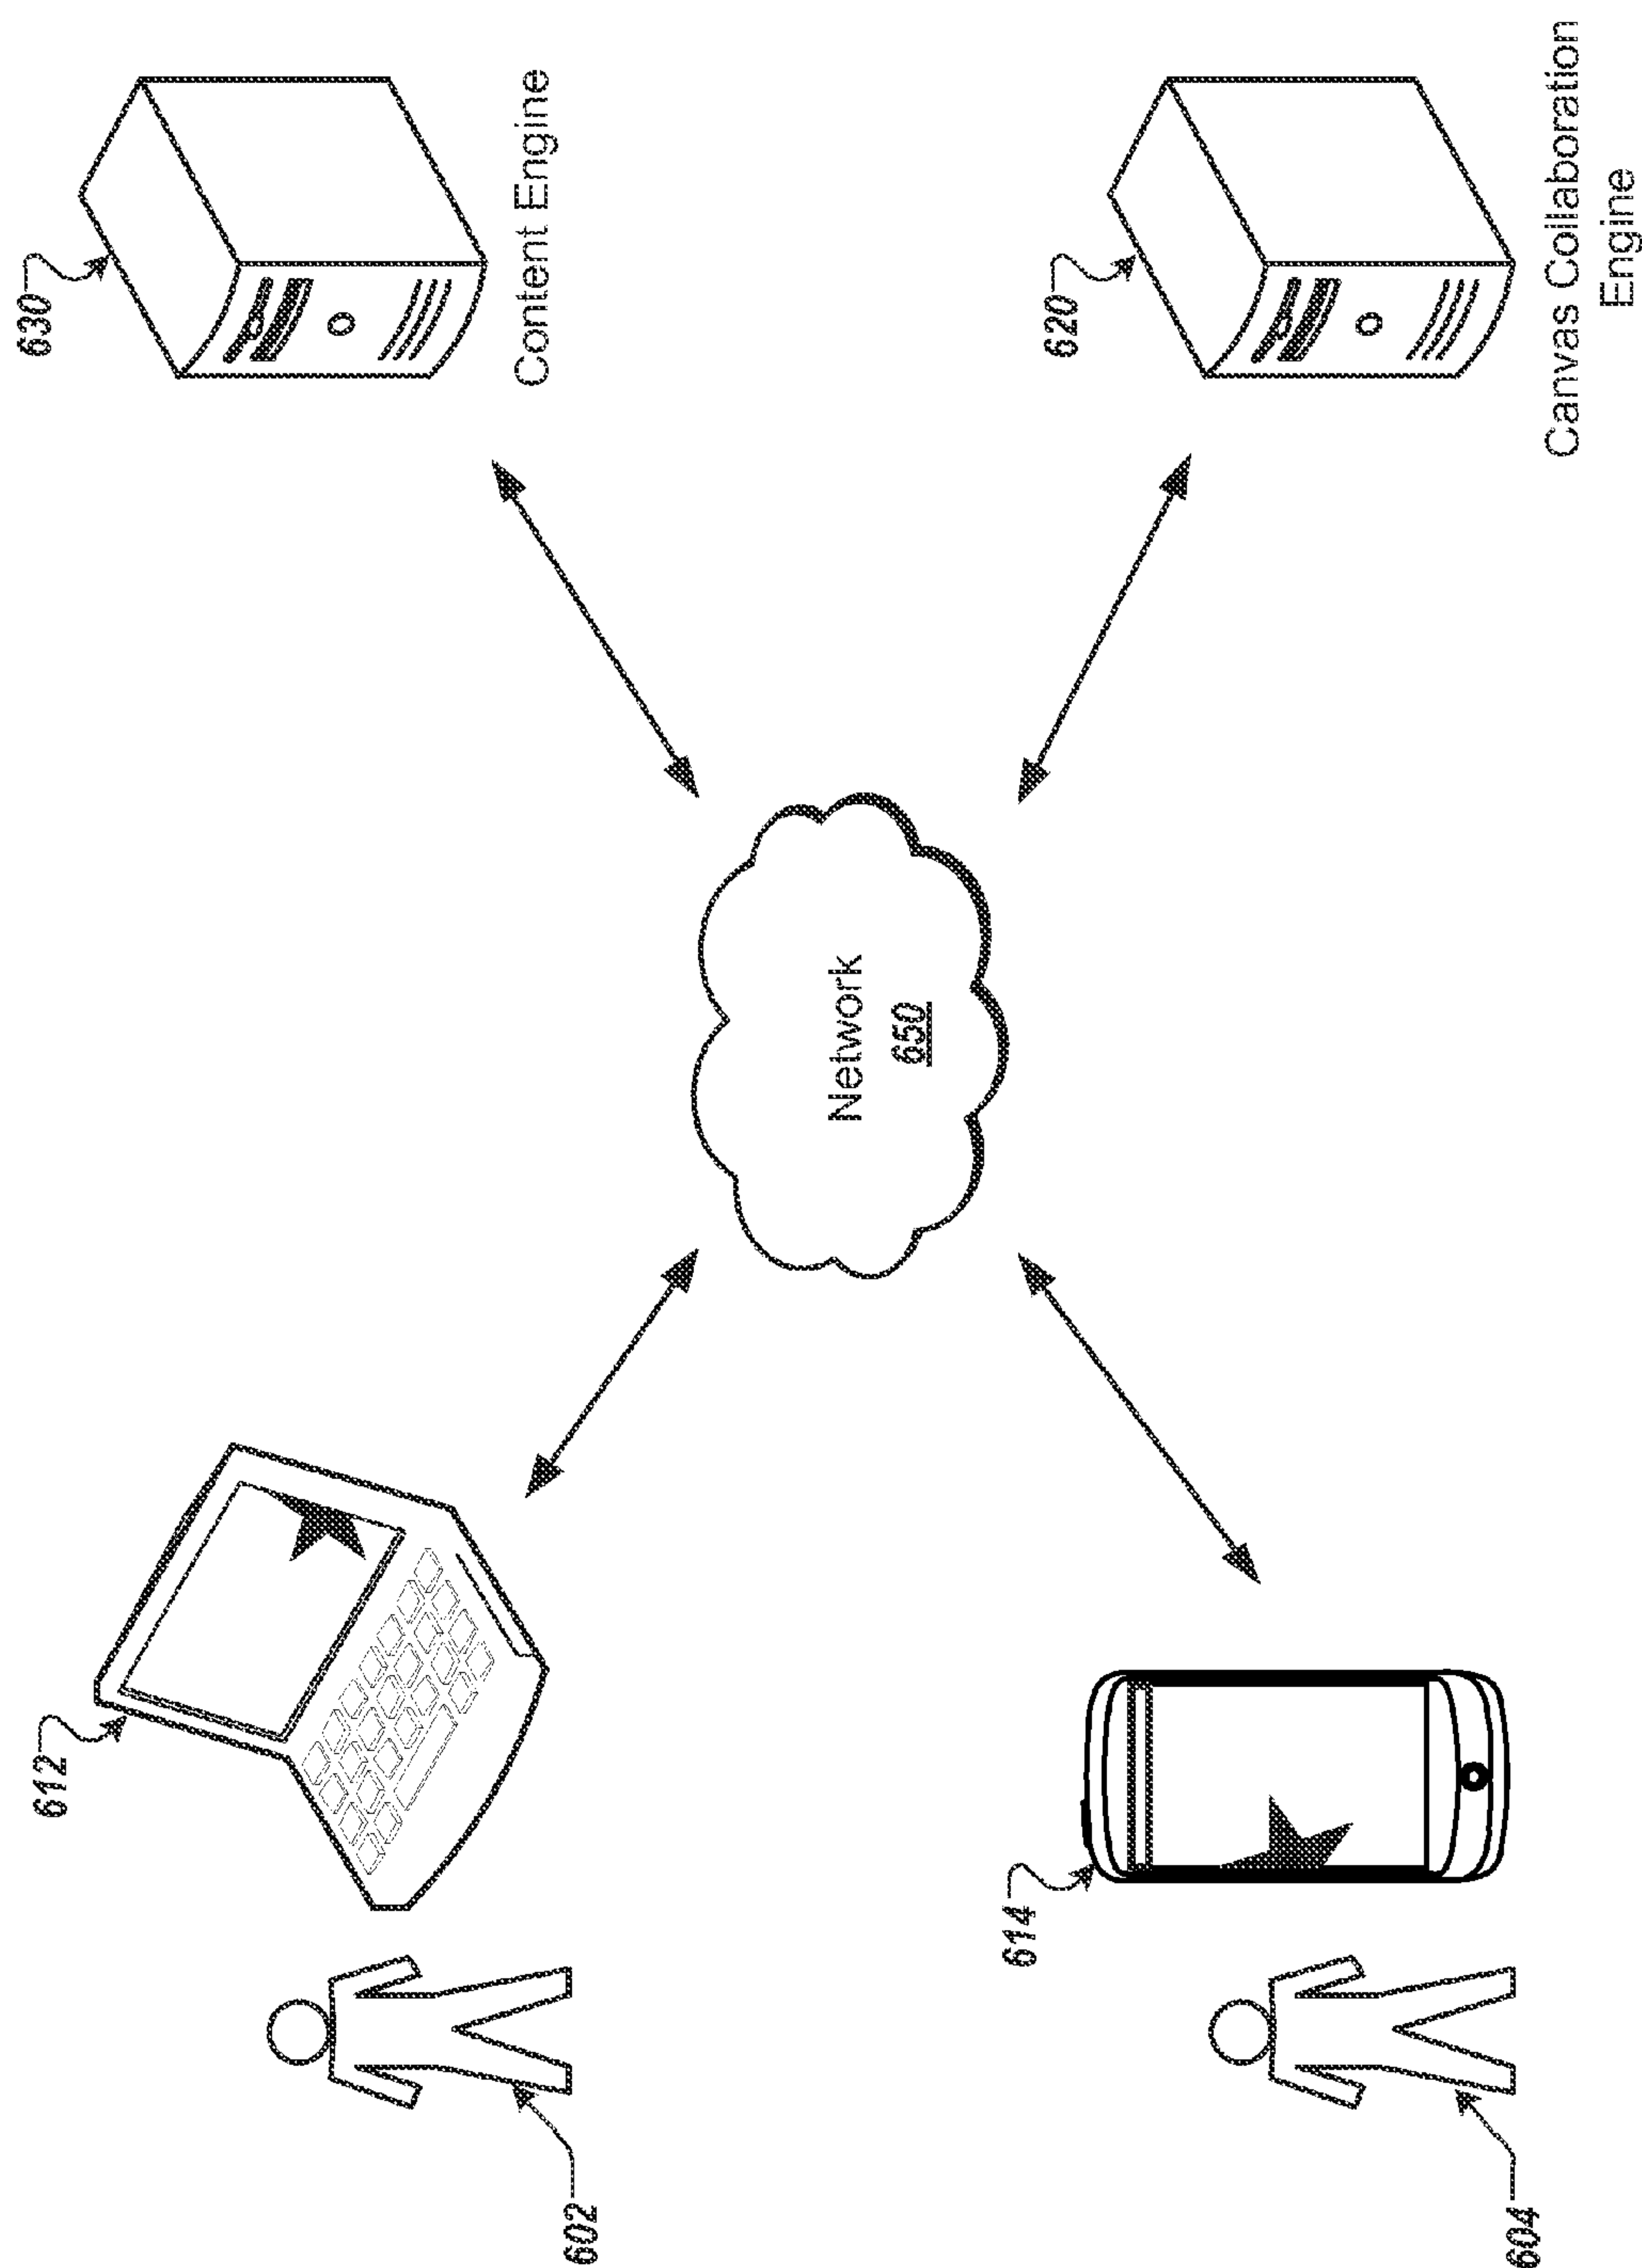 602
612
630
Content Engine
Network
650
604
614
620
Canvas Collaboration
Engine